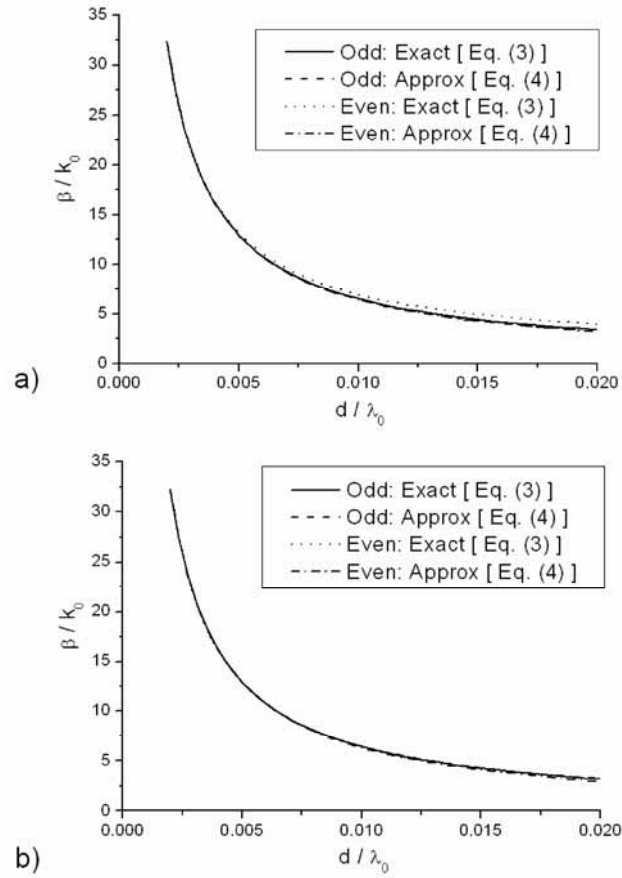 35
30
25
20
15
10
5
0
β / k₀
Odd: Exact [ Eq. (3) ]
Odd: Approx [ Eq. (4) ]
Even: Exact [ Eq. (3) ]
Even: Approx [ Eq. (4) ]
0.000 0.005 0.010 0.015 0.020
d / λ₀
a)
35
30
25
20
15
10
5
0
β / k₀
Odd: Exact [ Eq. (3) ]
Odd: Approx [ Eq. (4) ]
Even: Exact [ Eq. (3) ]
Even: Approx [ Eq. (4) ]
0.000 0.005 0.010 0.015 0.020
d / λ₀
b)